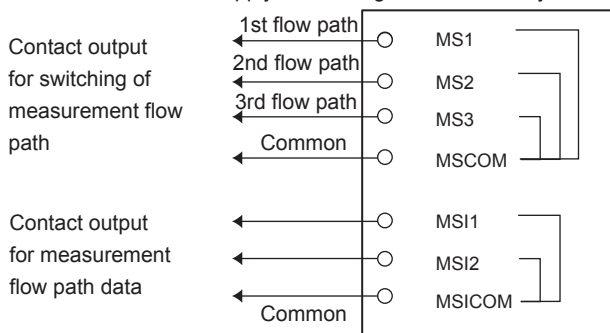 1st flow path
Contact output
for switching of
measurement flow
path
2nd flow path
3rd flow path
Common
MS1
MS2
MS3
MSCOM
Contact output
for measurement
flow path data
Common
MSI1
MSI2
MSICOM